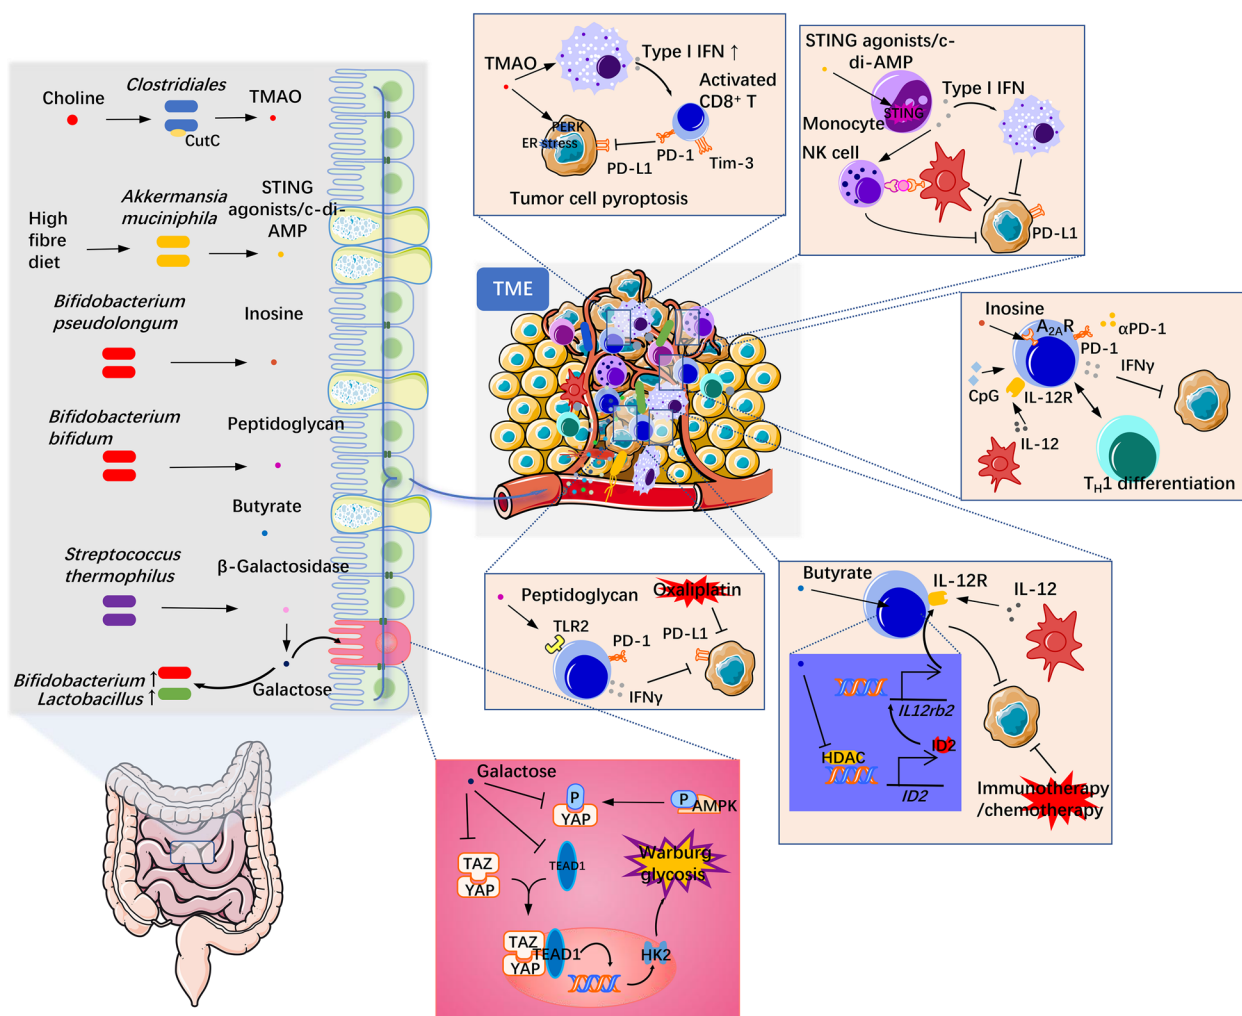 Choline
Clostridiales
TMAO
CutC
High
fibre
diet
Akkermansia
muciniphila
STING
agonists/c-di-
AMP
Bifidobacterium
pseudolongum
Inosine
Bifidobacterium
bifidum
Peptidoglycan
Butyrate
Streptococcus
thermophilus
β-Galactosidase
Bifidobacterium ↑
Lactobacillus ↑
Galactose
TMAO
Type I IFN ↑
Activated
CD8⁺ T
PERK
ER stress
PD-L1
PD-1
Tim-3
Tumor cell pyroptosis
STING agonists/c-
di-AMP
Type I IFN
STING
Monocyte
NK cell
PD-L1
TME
Inosine
A₂ₐR
αPD-1
PD-1
IFNγ
CpG
IL-12R
IL-12
Tₕ1 differentiation
Peptidoglycan
Oxaliplatin
TLR2
PD-1
PD-L1
IFNγ
Butyrate
IL-12R
IL-12
IL12rb2
HDAC
ID2
ID2
Immunotherapy
/chemotherapy
Galactose
P
YAP
P
AMPK
TAZ
YAP
TEAD1
Warburg
glycosis
TAZ
YAP
TEAD1
HK2